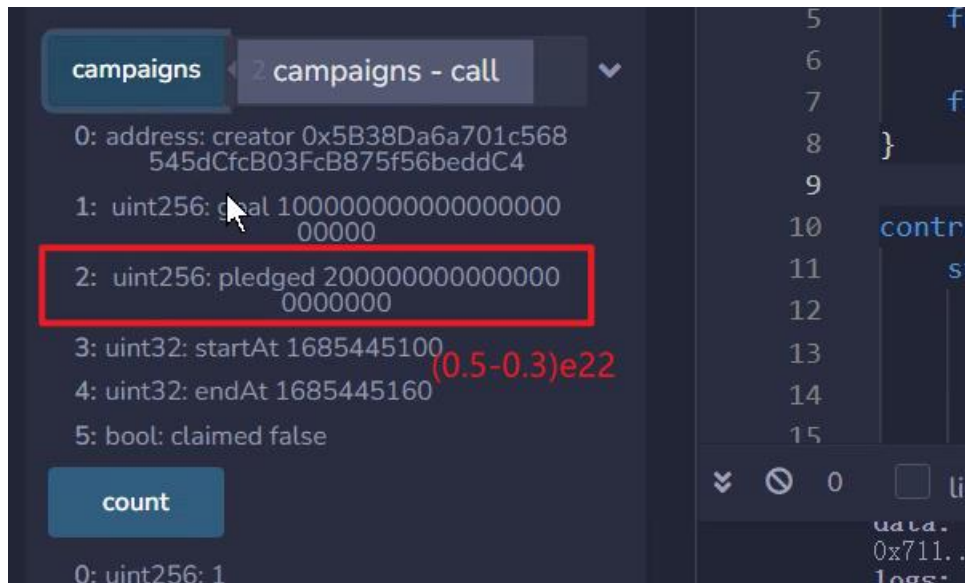 campaigns
2 campaigns - call
0: address: creator 0x5B38Da6a701c568
545dCfcB03FcB875f56beddC4
1: uint256: goal 100000000000000000
00000
2: uint256: pledged 200000000000000
0000000
3: uint32: startAt 1685445100
(0.5-0.3)e22
4: uint32: endAt 1685445160
5: bool: claimed false
count
0: uint256: 1
5 f
6
7 f
8 }
9
10 contr
11 s
12
13
14
15
0 li
data:
0x711..
logs: